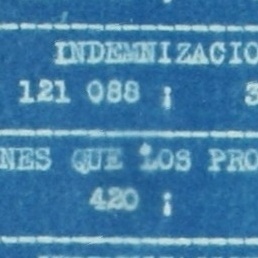 INDEMNIZACIO
121 088 ;
NES QUE LOS PRO
420 ;